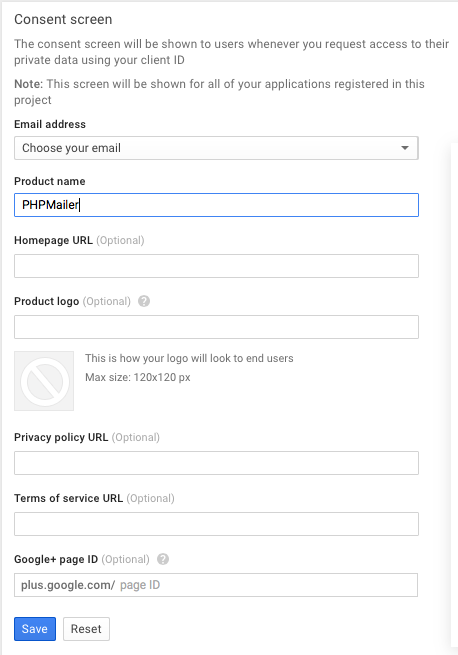 Consent screen
The consent screen will be shown to users whenever you request access to their
private data using your client ID
Note: This screen will be shown for all of your applications registered in this
project
Email address
Choose your email
Product name
PHPMailer
Homepage URL (Optional)
Product logo (Optional) ?
This is how your logo will look to end users
Max size: 120x120 px
Privacy policy URL (Optional)
Terms of service URL (Optional)
Google+ page ID (Optional) ?
plus.google.com/ page ID
Save Reset